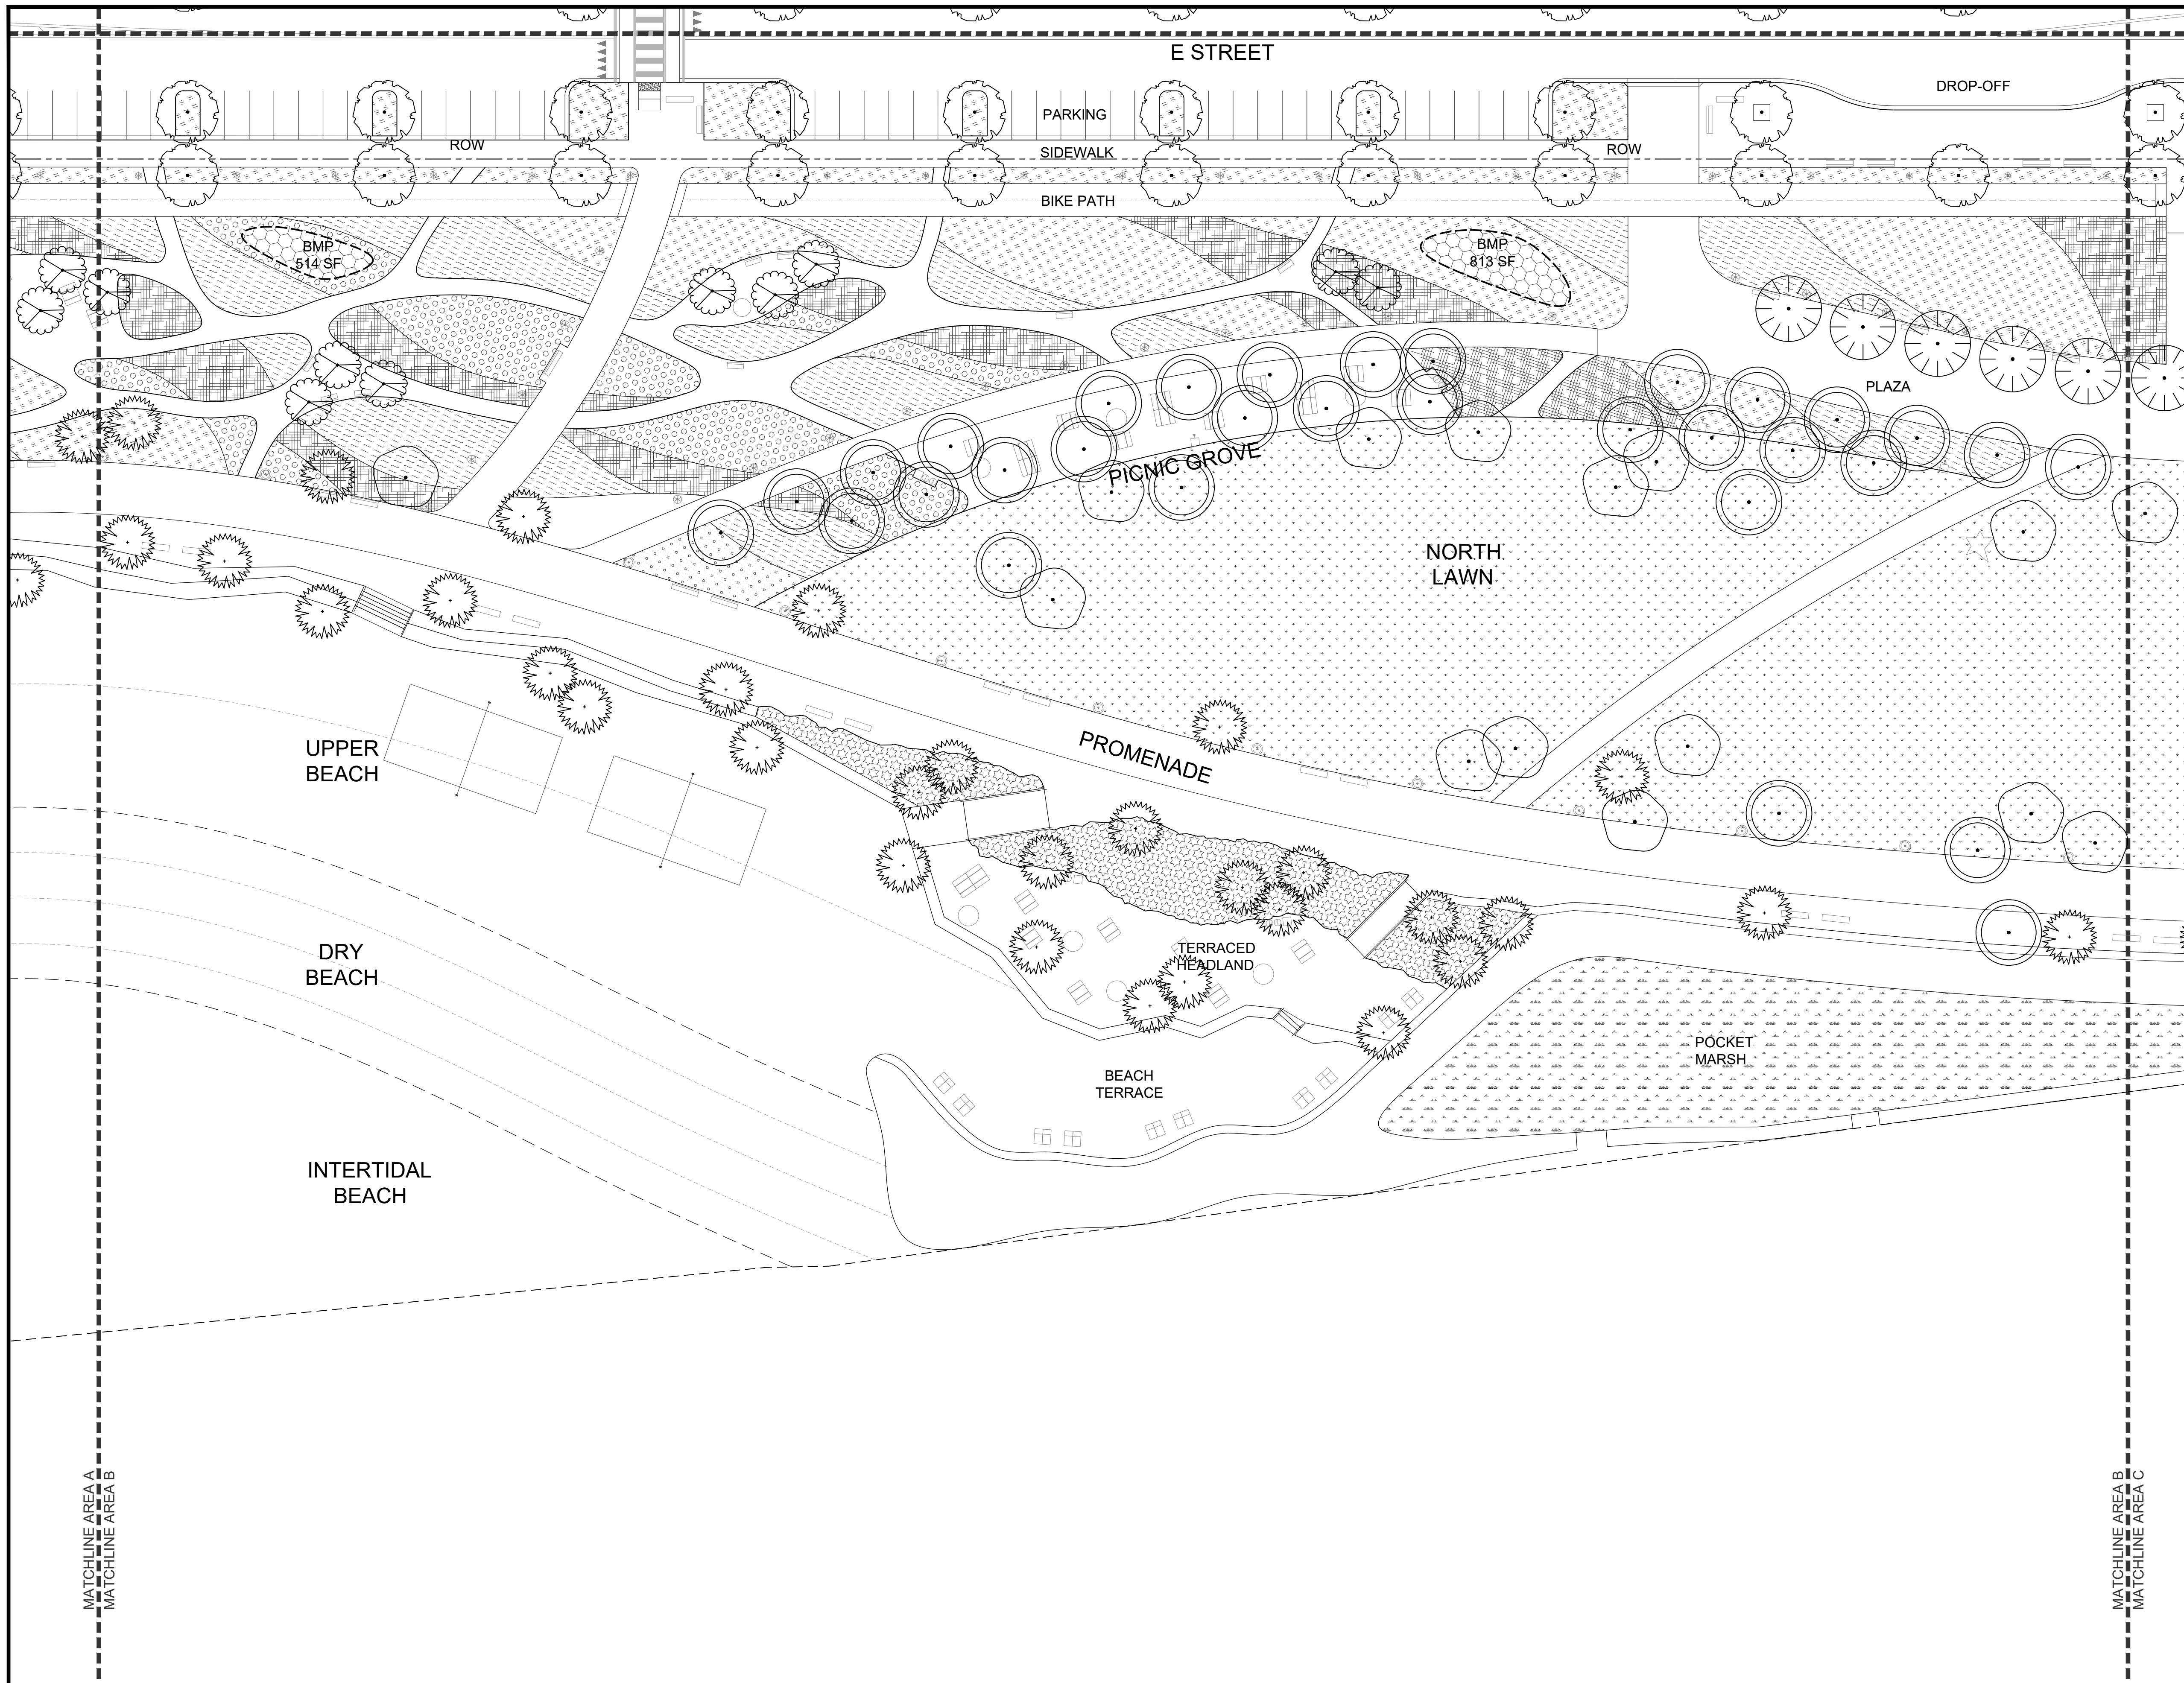 E STREET
DROP-OFF
PARKING
ROW
SIDEWALK
ROW
BIKE PATH
BMP
514 SF
BMP
813 SF
PLAZA
PICNIC GROVE
NORTH
LAWN
PROMENADE
UPPER
BEACH
DRY
BEACH
TERRACED
HEADLAND
POCKET
MARSH
BEACH
TERRACE
INTERTIDAL
BEACH
MATCHLINE AREA A
MATCHLINE AREA B
MATCHLINE AREA B
MATCHLINE AREA C